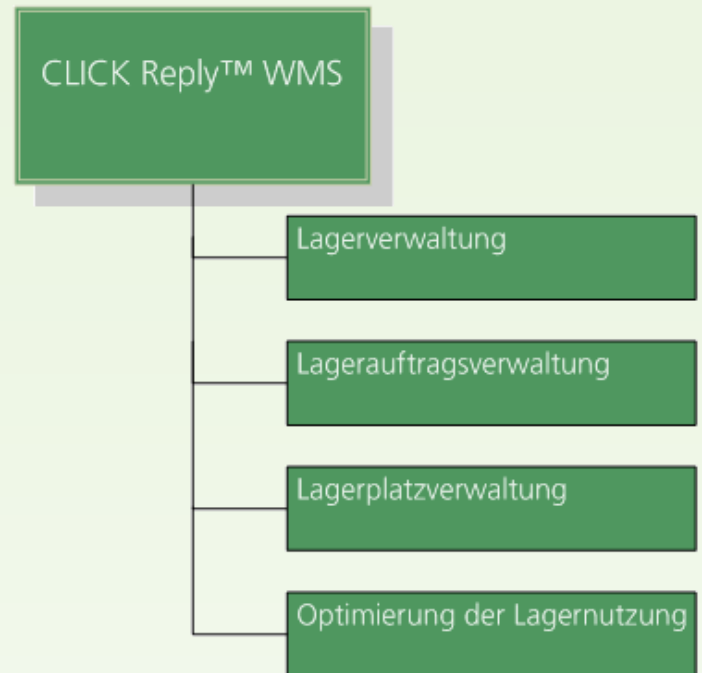 CLICK Reply™ WMS
Lagerverwaltung
Lagerauftragsverwaltung
Lagerplatzverwaltung
Optimierung der Lagernutzung